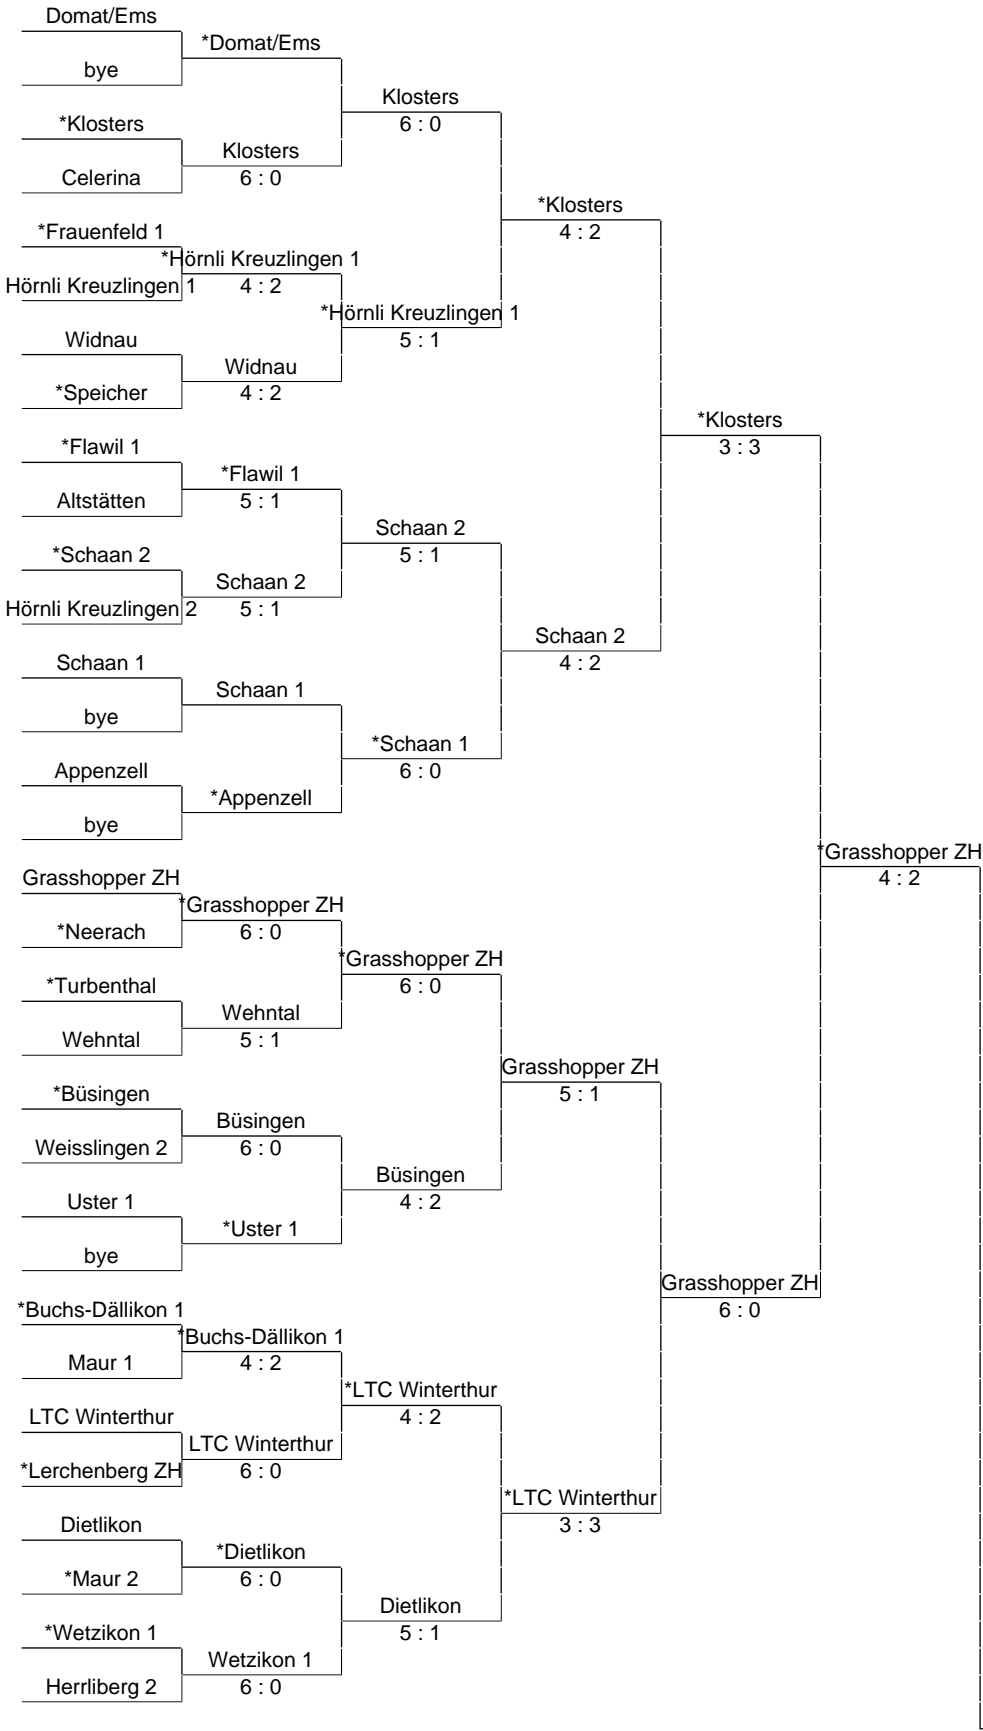 Domat/Ems
*Domat/Ems
bye
Klosters
6 : 0
*Klosters
Klosters
Celerina
6 : 0
*Klosters
4 : 2
*Frauenfeld 1
*Hörnli Kreuzlingen 1
Hörnli Kreuzlingen 1
4 : 2
*Hörnli Kreuzlingen 1
5 : 1
Widnau
Widnau
*Speicher
4 : 2
*Klosters
3 : 3
*Flawil 1
*Flawil 1
Altstätten
5 : 1
Schaan 2
5 : 1
*Schaan 2
Schaan 2
Hörnli Kreuzlingen 2
5 : 1
Schaan 2
4 : 2
Schaan 1
Schaan 1
bye
*Schaan 1
6 : 0
Appenzell
*Appenzell
bye
*Grasshopper ZH
4 : 2
Grasshopper ZH
*Grasshopper ZH
*Neerach
6 : 0
*Grasshopper ZH
6 : 0
*Turbenthal
Wehntal
Wehntal
5 : 1
Grasshopper ZH
5 : 1
*Büsingen
Büsingen
Weisslingen 2
6 : 0
Büsingen
4 : 2
Uster 1
*Uster 1
bye
Grasshopper ZH
6 : 0
*Buchs-Dällikon 1
*Buchs-Dällikon 1
Maur 1
4 : 2
*LTC Winterthur
4 : 2
LTC Winterthur
LTC Winterthur
*Lerchenberg ZH
6 : 0
*LTC Winterthur
3 : 3
Dietlikon
*Dietlikon
*Maur 2
6 : 0
Dietlikon
5 : 1
*Wetzikon 1
Wetzikon 1
Herrliberg 2
6 : 0